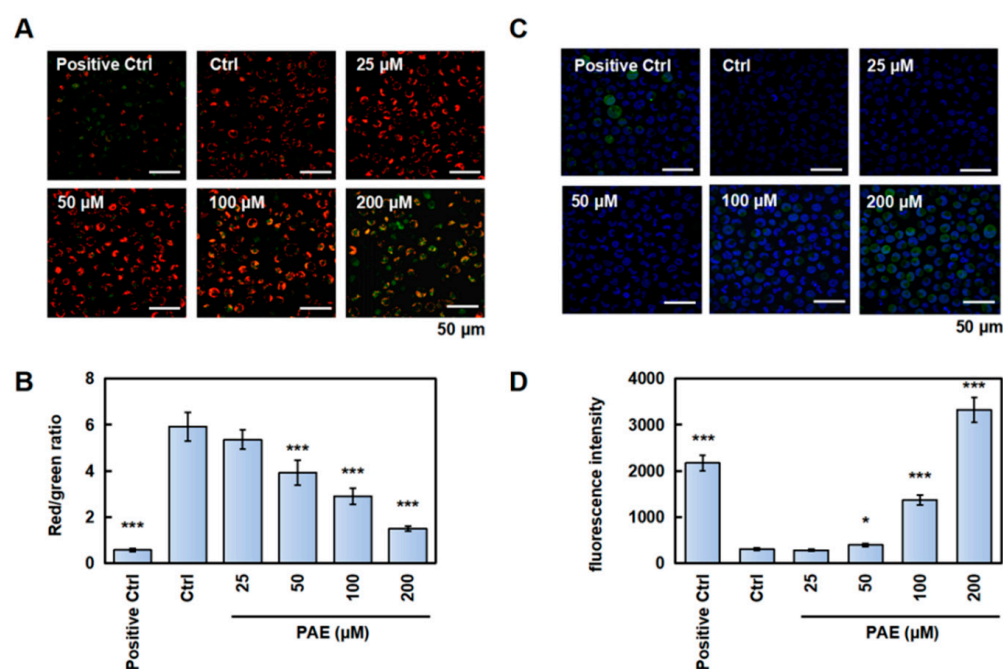 A
Positive Ctrl
Ctrl
25 µM
50 µM
100 µM
200 µM
50 µm
C
Positive Ctrl
Ctrl
25 µM
50 µM
100 µM
200 µM
50 µm
B
Red/green ratio
8
6
4
2
0
***
***
***
***
Positive Ctrl
Ctrl
25
50
100
200
PAE (µM)
D
fluorescence intensity
4000
3000
2000
1000
0
***
*
***
***
Positive Ctrl
Ctrl
25
50
100
200
PAE (µM)